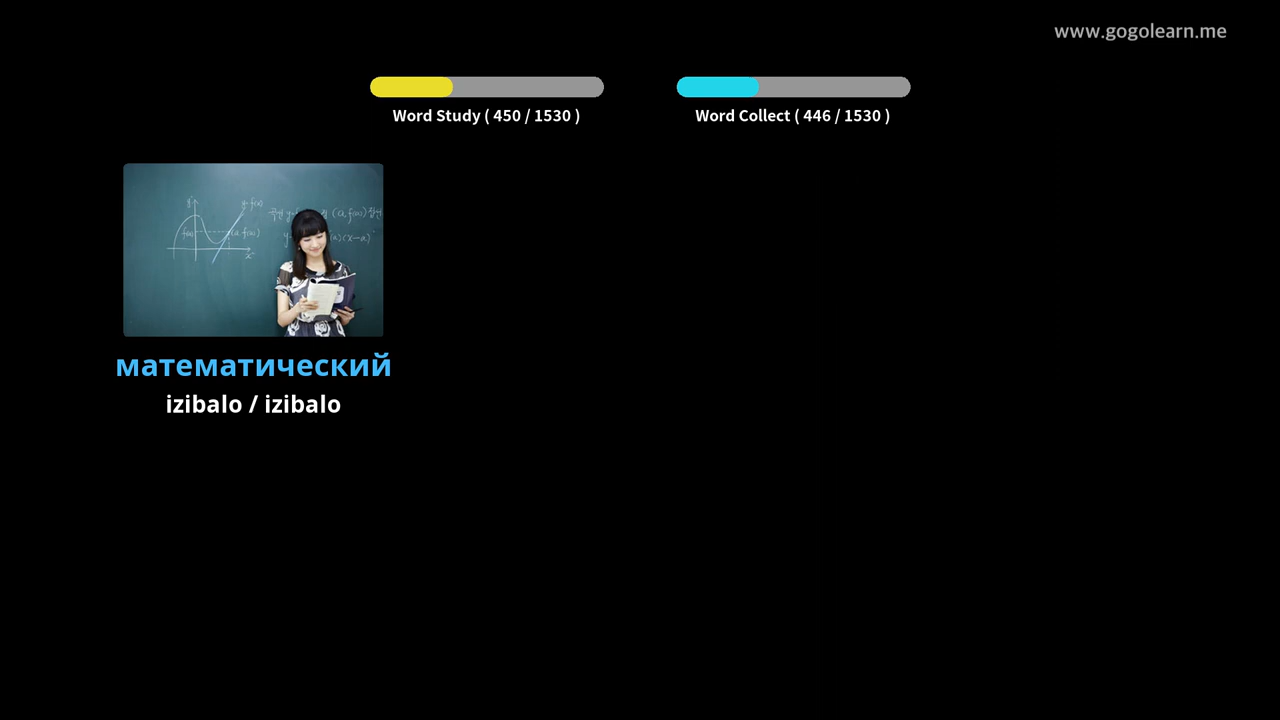 www.gogolearn.me
Word Study ( 450 / 1530 )
Word Collect ( 446 / 1530 )
y=f(x)
f(a)
(a, f(a))
x
математический
izibalo / izibalo